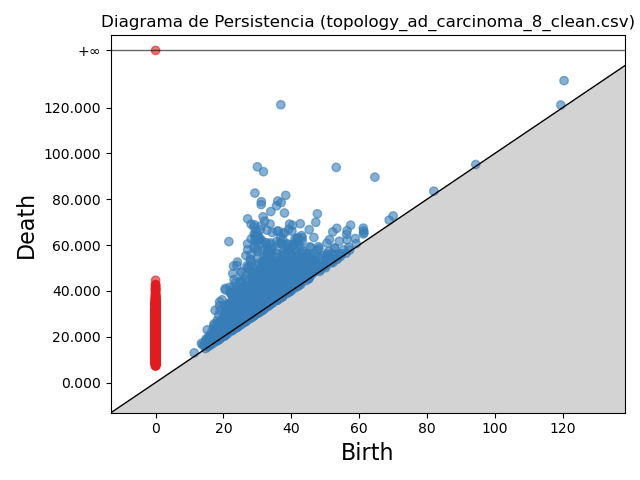 Diagrama de Persistencia (topology_ad_carcinoma_8_clean.csv)
+∞
120.000
100.000
80.000
60.000
40.000
20.000
0.000
Death
0 20 40 60 80 100 120
Birth